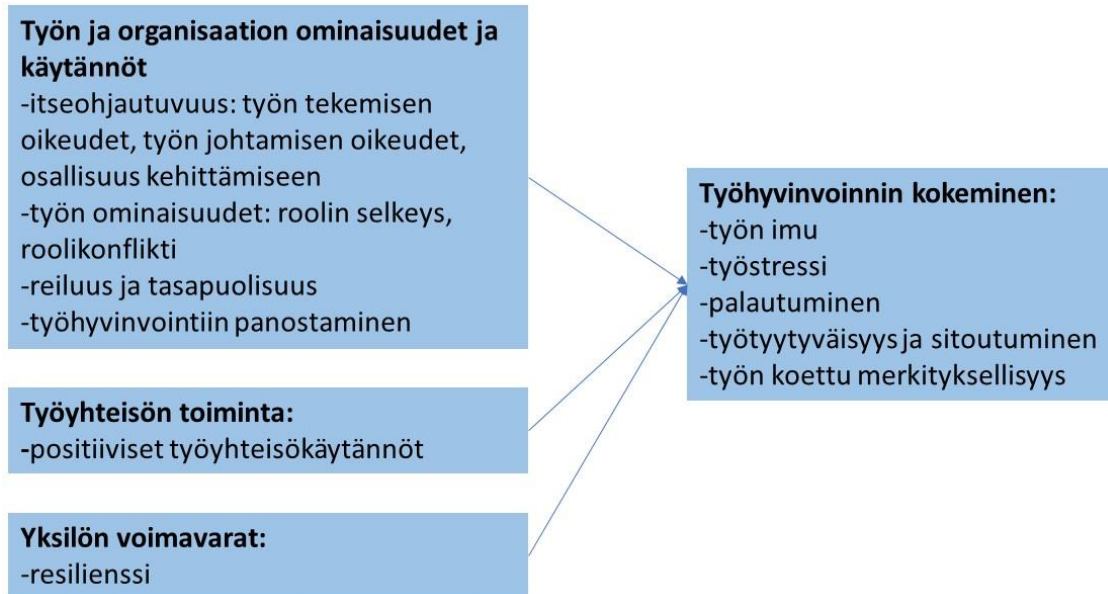 Työn ja organisaation ominaisuudet ja
käytännöt
-itseohjautuvuus: työn tekemisen
oikeudet, työn johtamisen oikeudet,
osallisuus kehittämiseen
-työn ominaisuudet: roolin selkeys,
roolikonflikti
-reiluus ja tasapuolisuus
-työhyvinvointiin panostaminen
Työyhteisön toiminta:
-positiiviset työyhteisökäytännöt
Yksilön voimavarat:
-resilienssi
Työhyvinvoinnin kokeminen:
-työn imu
-työstressi
-palautuminen
-työtyytyväisyys ja sitoutuminen
-työn koettu merkityksellisyys